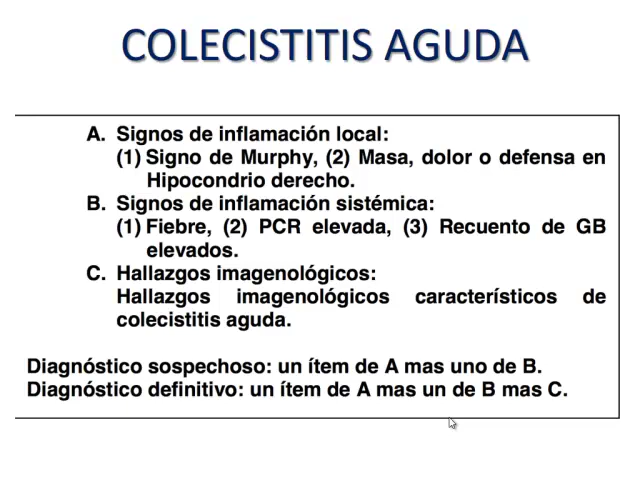 COLECISTITIS AGUDA
A. Signos de inflamación local:
(1) Signo de Murphy, (2) Masa, dolor o defensa en
Hipocondrio derecho.
B. Signos de inflamación sistémica:
(1) Fiebre, (2) PCR elevada, (3) Recuento de GB
elevados.
C. Hallazgos imagenológicos:
Hallazgos imagenológicos característicos de
colecistitis aguda.
Diagnóstico sospechoso: un ítem de A mas uno de B.
Diagnóstico definitivo: un ítem de A mas un de B mas C.